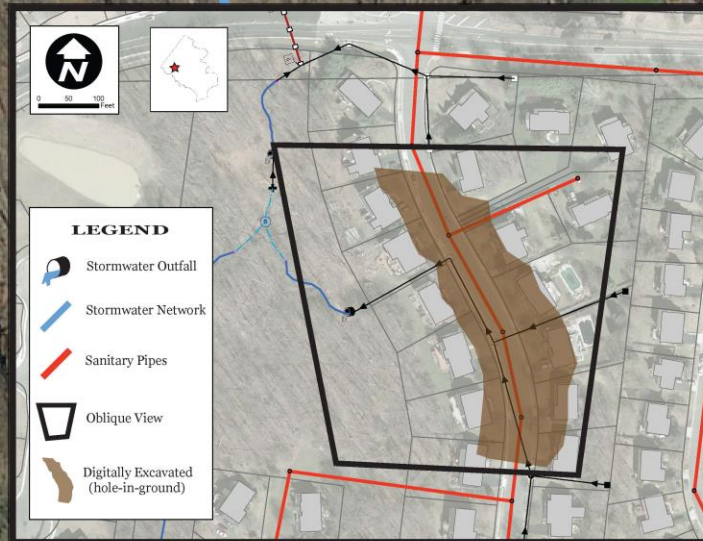 N
0 50 100
Feet
LEGEND
Stormwater Outfall
Stormwater Network
Sanitary Pipes
Oblique View
Digitally Excavated
(hole-in-ground)